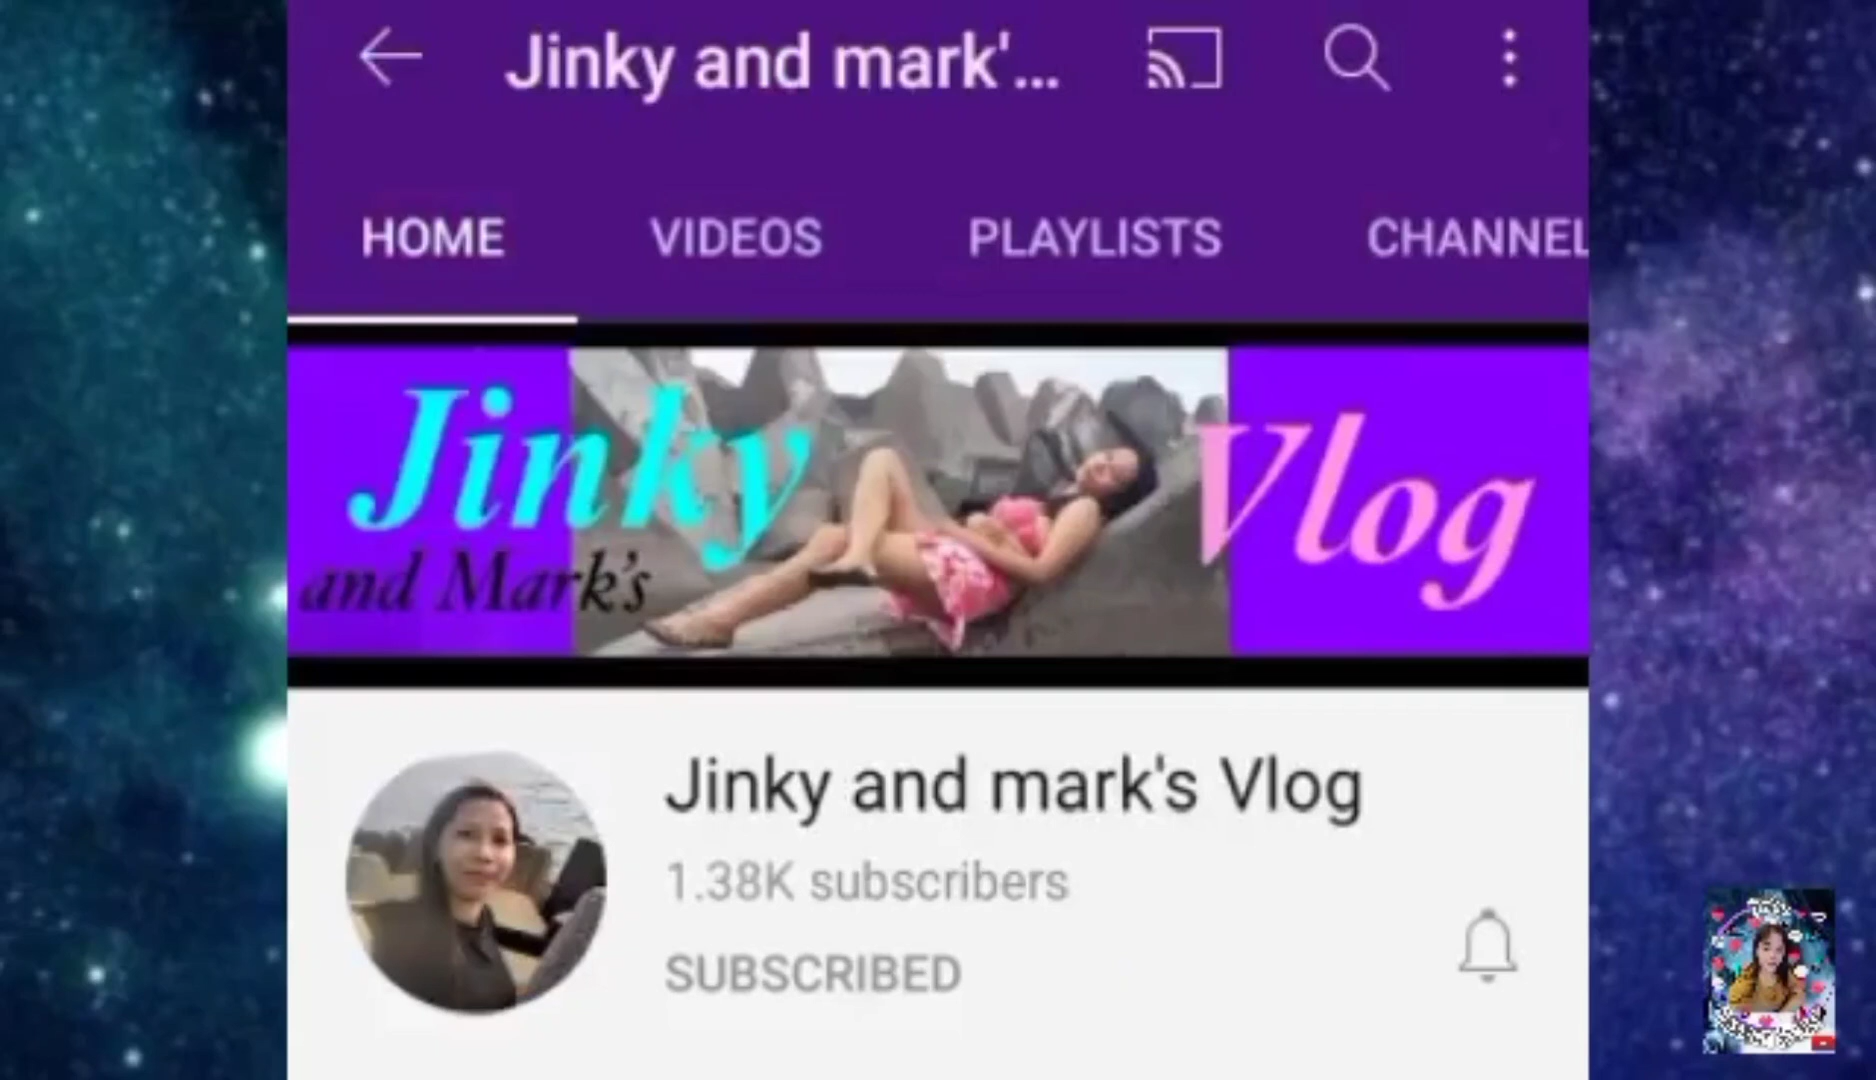 Jinky and mark'...
HOME VIDEOS PLAYLISTS CHANNEL
Jinky
and Mark's
Vlog
Jinky and mark's Vlog
1.38K subscribers
SUBSCRIBED